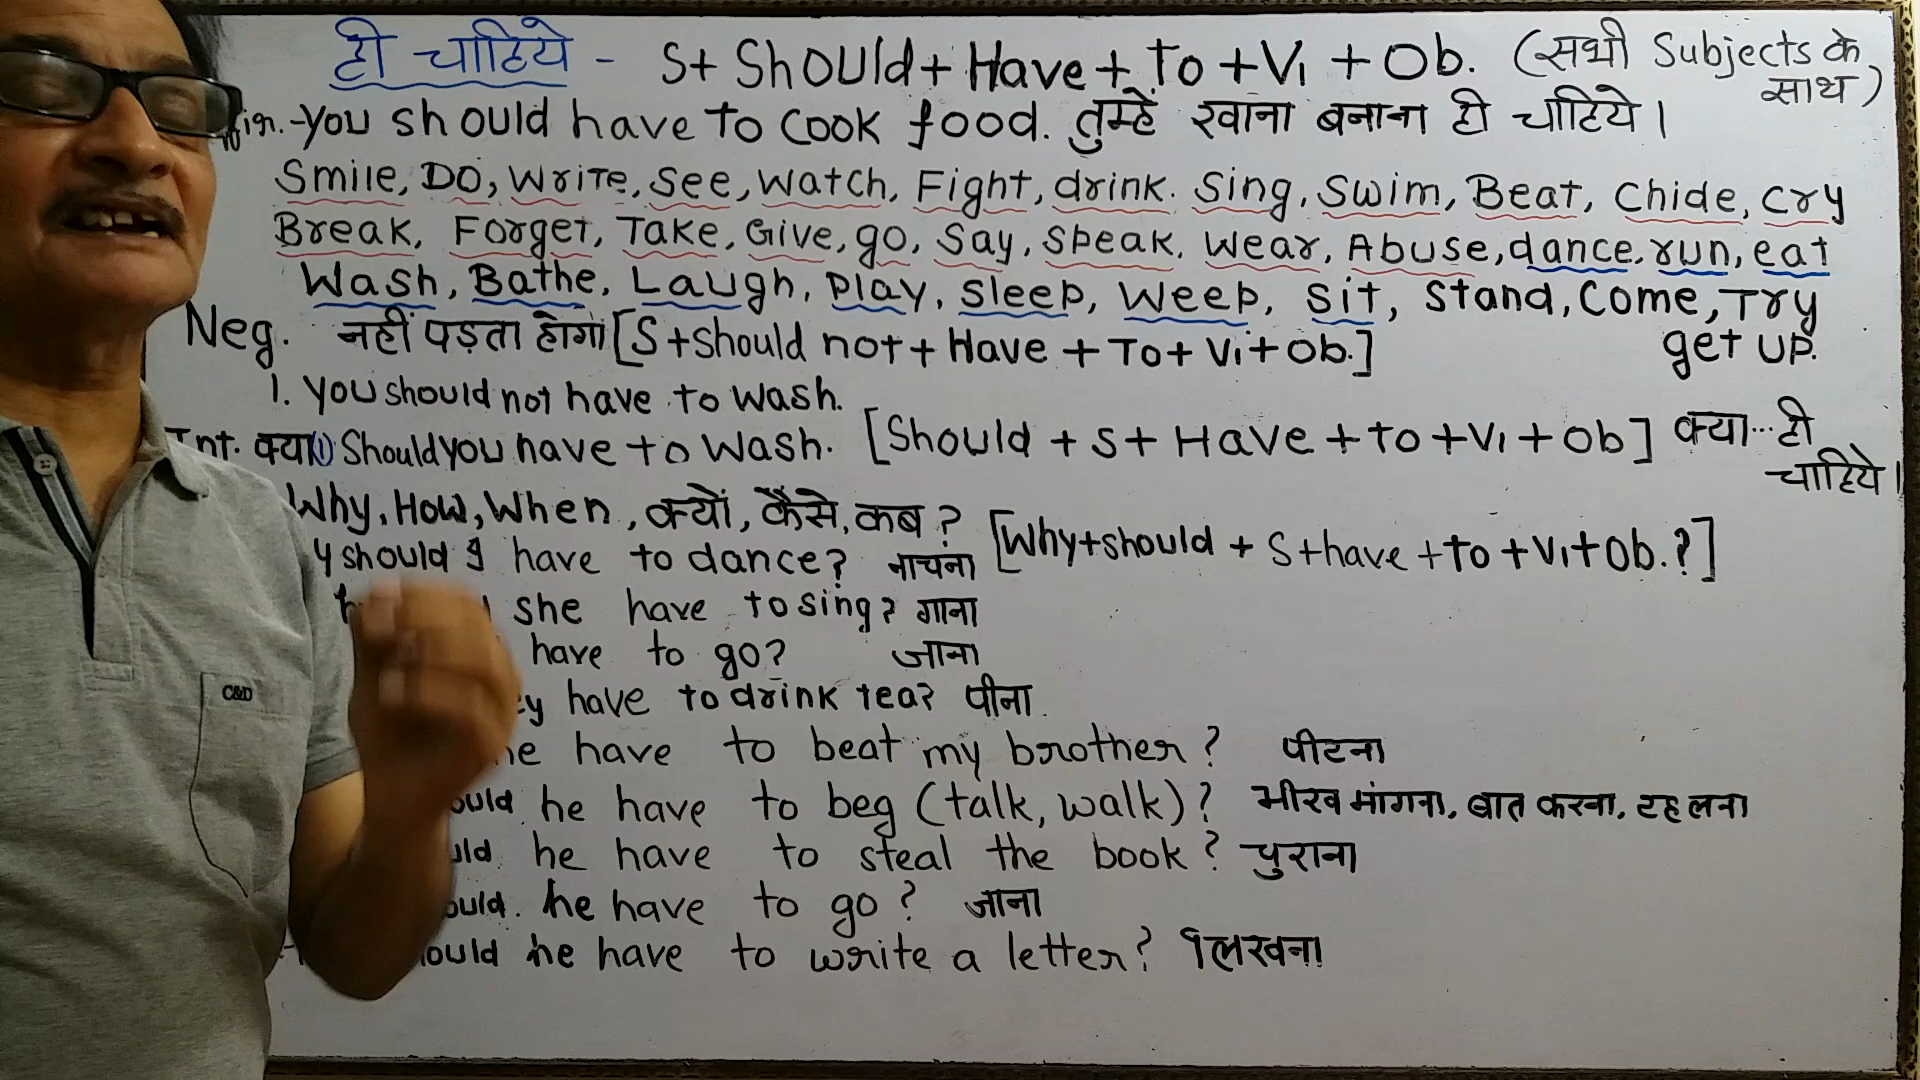 ही चाहिये - S+ Should + Have + To + V1 + Ob. (सभी Subjects के साथ)
You should have to cook food. तुम्हें खाना बनाना ही चाहिये।
Smile, Do, Write, See, Watch, Fight, drink. Sing, Swim, Beat, Chide, Cry
Break, Forget, Take, Give, go, Say, Speak, Wear, Abuse, dance, run, eat
Wash, Bathe, Laugh, Play, Sleep, Weep, Sit, Stand, Come, Try
get up.
Neg. नहीं पड़ता होगा [S + should not + Have + To + V1 + Ob.]
1. You should not have to wash.
Int. क्या (1) Should you have to wash. [Should + S + Have + to + V1 + Ob] क्या... ही चाहिये।
Why, How, When, क्यों, कैसे, कब?
should I have to dance? नाचना [Why + should + S + have + to + V1 + Ob.?]
she have to sing? गाना
have to go? जाना
have to drink tea? पीना
have to beat my brother? पीटना
he have to beg (talk, walk)? भीख मांगना, बात करना, टहलना
he have to steal the book? चुराना
he have to go? जाना
he have to write a letter? लिखना
C&D